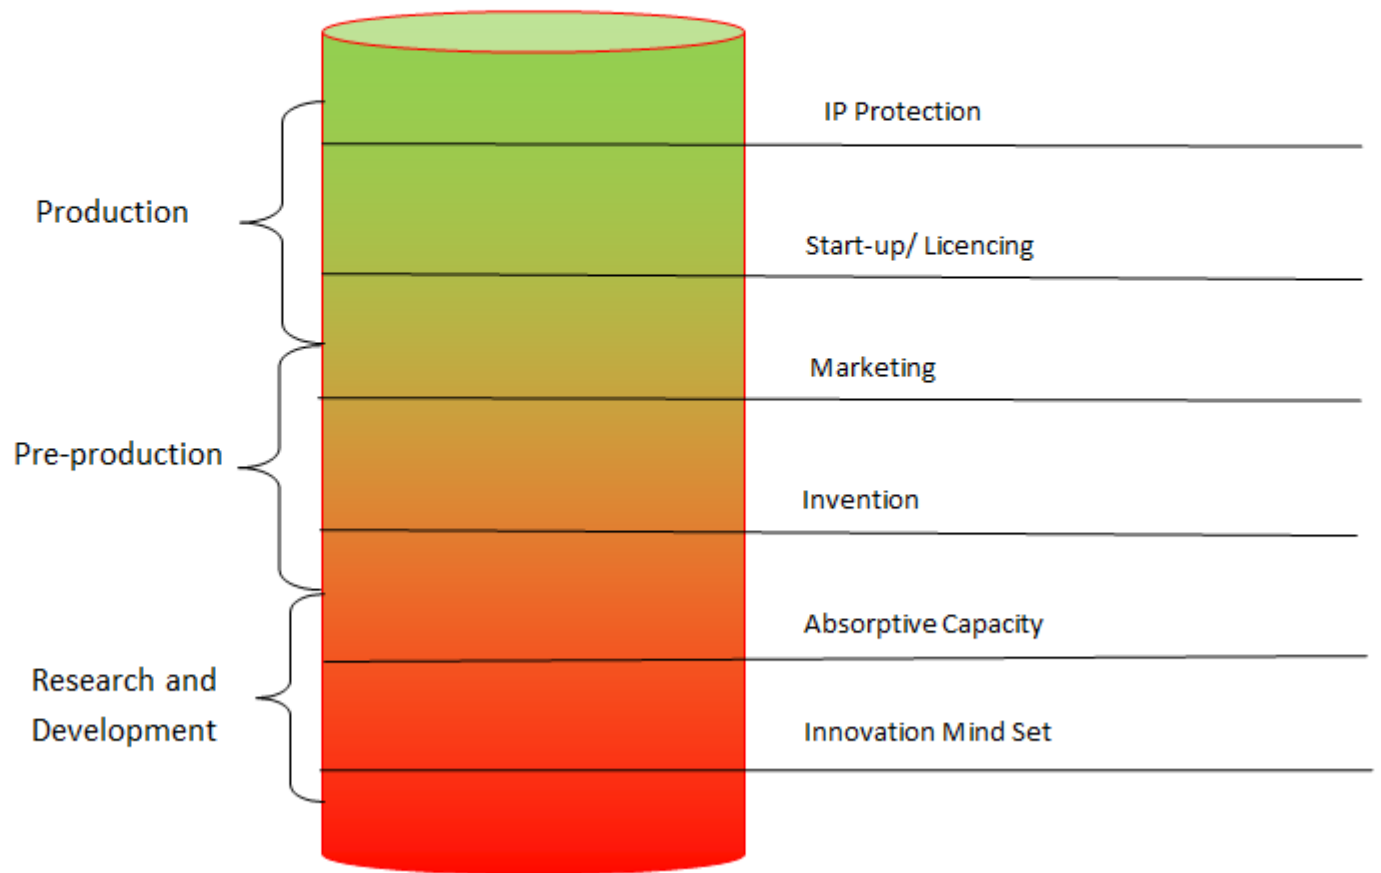 IP Protection
Production
Start-up/ Licencing
Marketing
Pre-production
Invention
Absorptive Capacity
Research and
Development
Innovation Mind Set